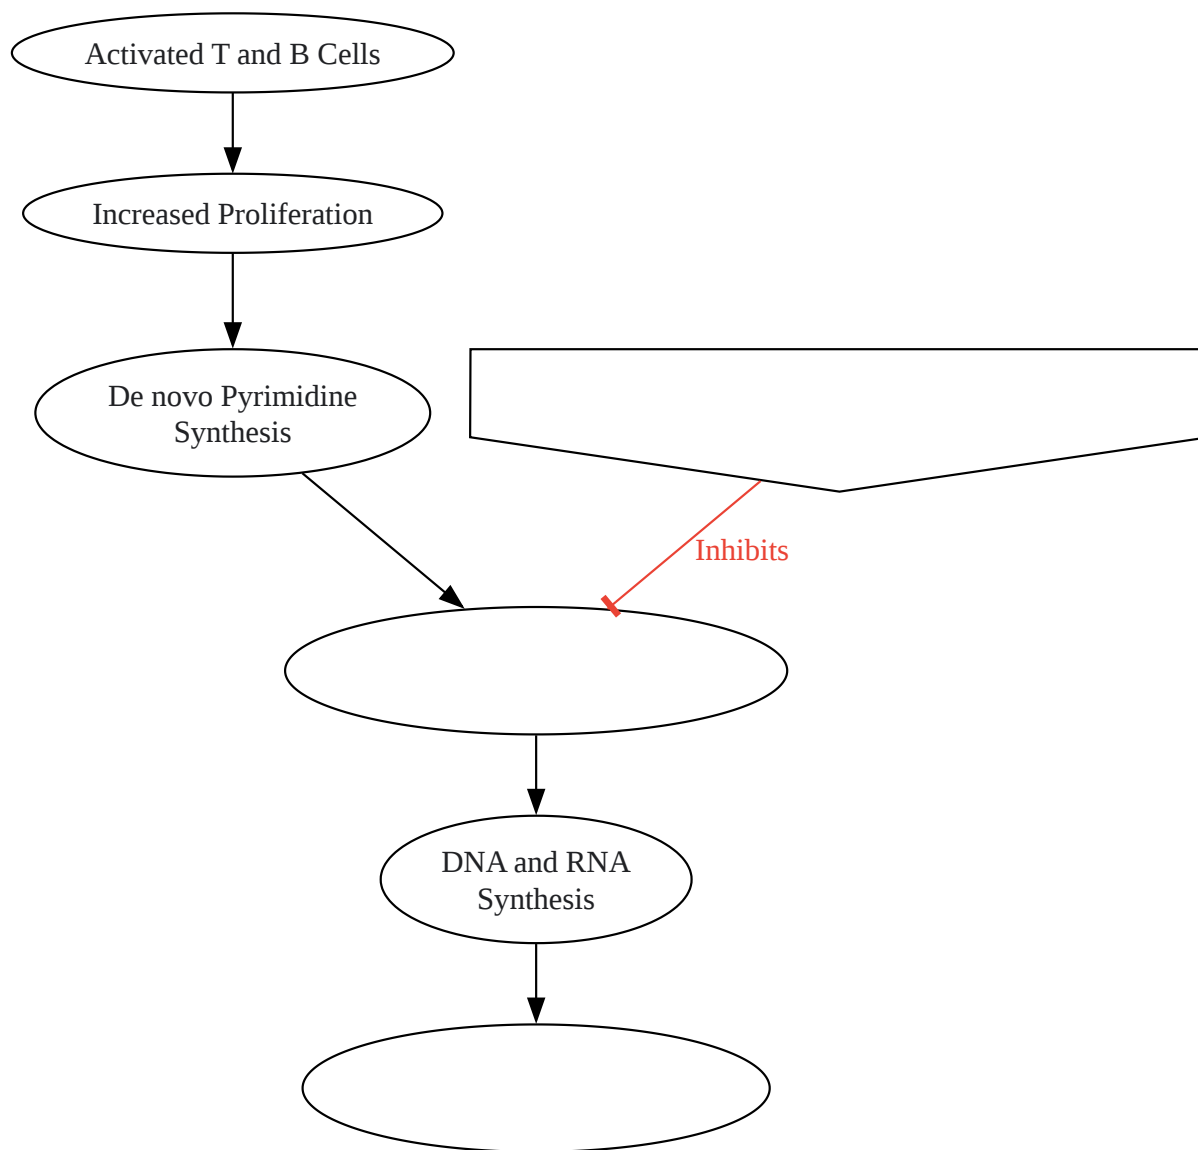 Activated T and B Cells
Increased Proliferation
De novo Pyrimidine
Synthesis
Inhibits
DNA and RNA
Synthesis